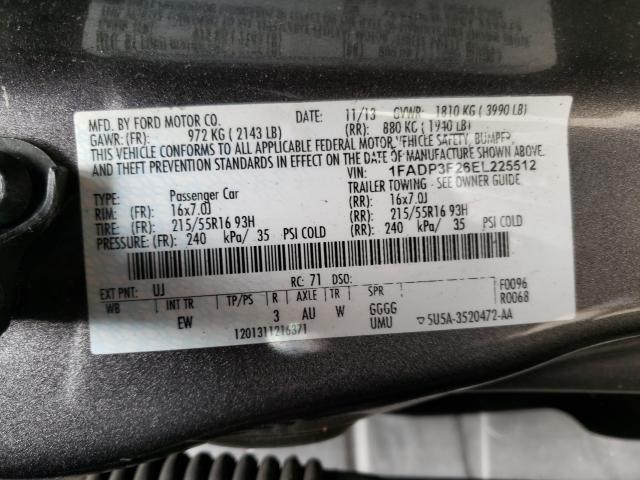 MFD. BY FORD MOTOR CO. DATE: 11/13 GVWR: 1810 KG ( 3990 LB)
GAWR: (FR): 972 KG ( 2143 LB) (RR): 880 KG ( 1940 LB)
THIS VEHICLE CONFORMS TO ALL APPLICABLE FEDERAL MOTOR VEHICLE SAFETY, BUMPER,
AND THEFT PREVENTION STANDARDS IN EFFECT ON THE DATE OF MANUFACTURE SHOWN ABOVE.
VIN: 1FADP3F26EL225512
TYPE: Passenger Car TRAILER TOWING - SEE OWNER GUIDE.
RIM: (FR): 16x7.0J (RR): 16x7.0J
TIRE: (FR): 215/55R16 93H (RR): 215/55R16 93H
PRESSURE: (FR): 240 kPa/ 35 PSI COLD (RR): 240 kPa/ 35 PSI COLD
EXT PNT: UJ RC: 71 DSO: F0096
WB INT TR TP/PS R AXLE TR SPR R0068
EW 3 AU W GGGG
1201311216371 UMU 5U5A-3520472-AA